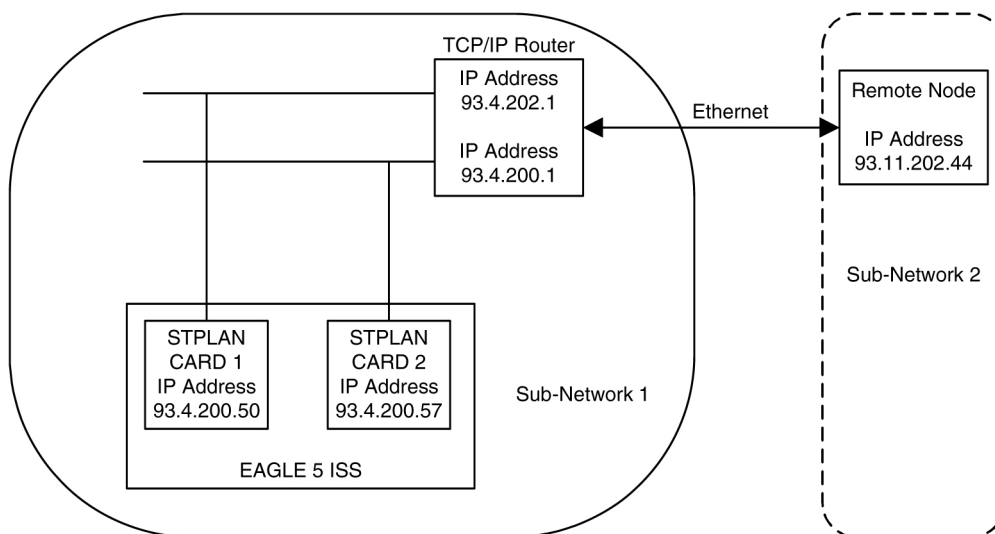 TCP/IP Router
IP Address
93.4.202.1
IP Address
93.4.200.1
Ethernet
Remote Node
IP Address
93.11.202.44
Sub-Network 2
STPLAN
CARD 1
IP Address
93.4.200.50
STPLAN
CARD 2
IP Address
93.4.200.57
Sub-Network 1
EAGLE 5 ISS